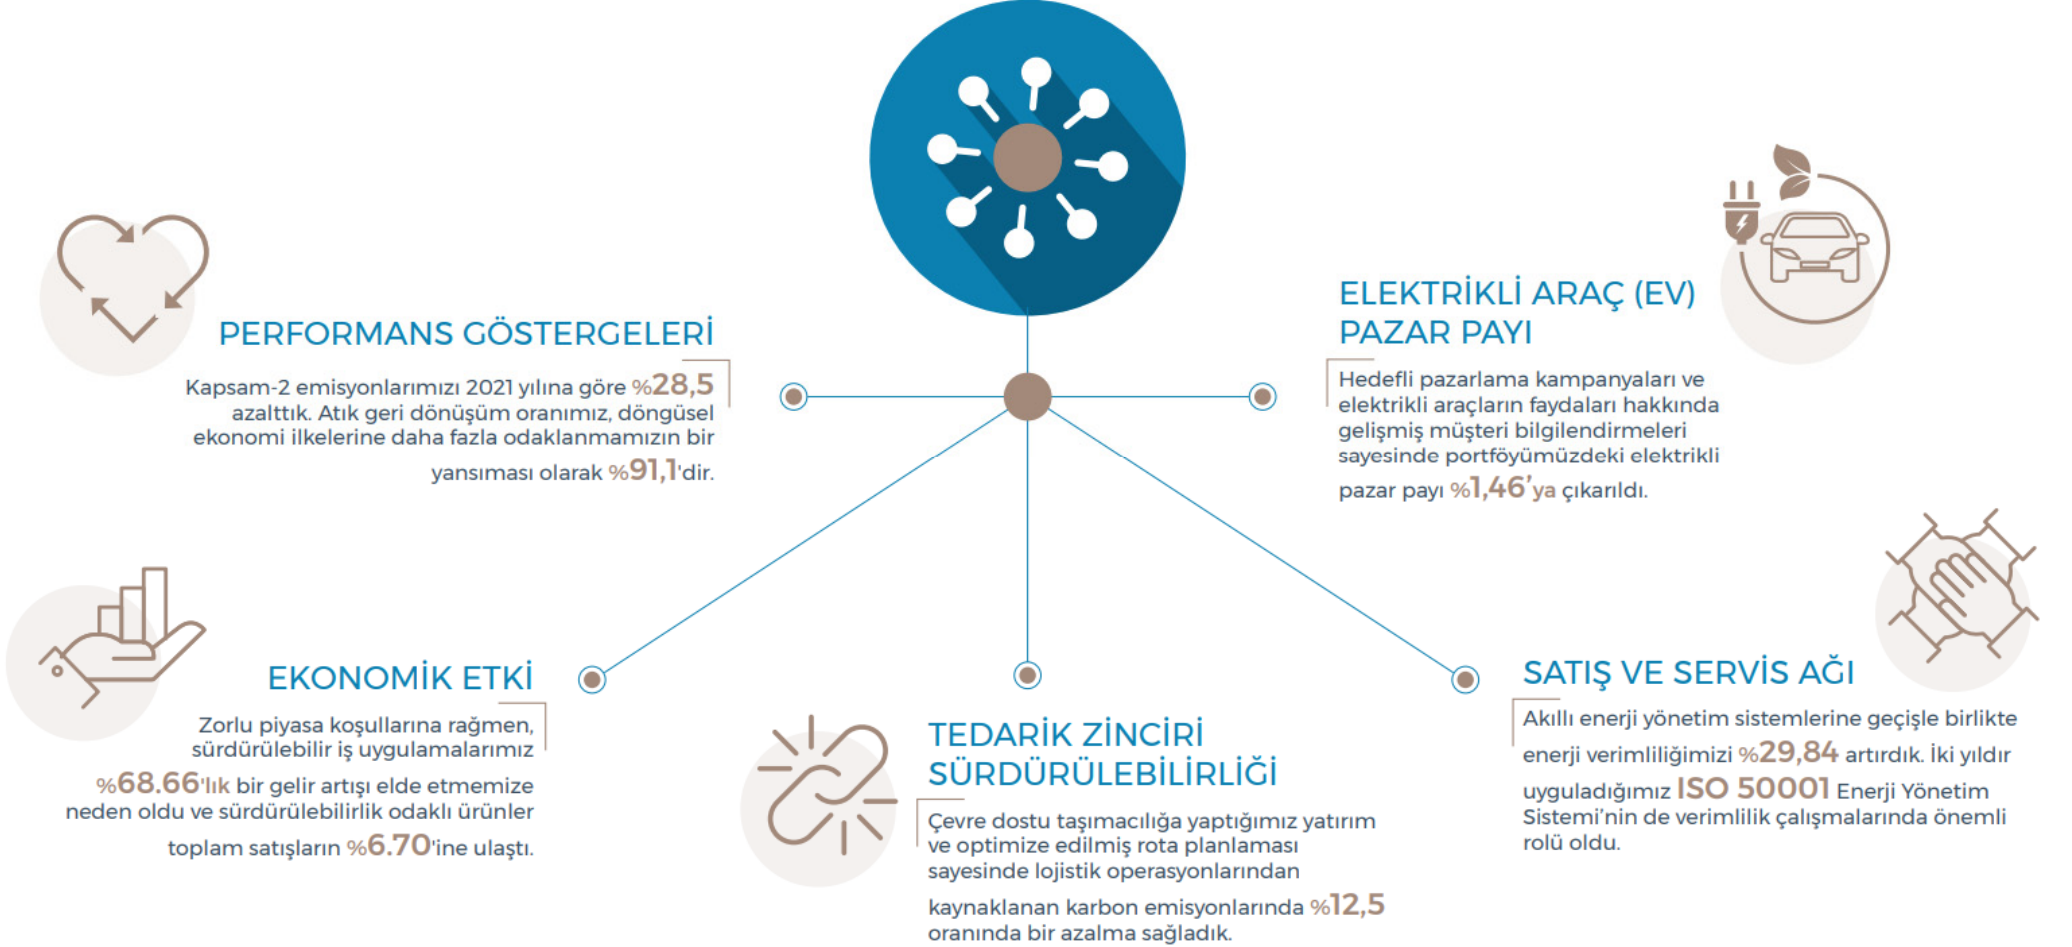 PERFORMANS GÖSTERGELERİ
Kapsam-2 emisyonlarımızı 2021 yılına göre %28,5
azalttık. Atık geri dönüşüm oranımız, döngüsel
ekonomi ilkelerine daha fazla odaklanmamızın bir
yansıması olarak %91,1'dir.
ELEKTRİKLİ ARAÇ (EV)
PAZAR PAYI
Hedefli pazarlama kampanyaları ve
elektrikli araçların faydaları hakkında
gelişmiş müşteri bilgilendirmeleri
sayesinde portföyümüzdeki elektrikli
pazar payı %1,46’ya çıkarıldı.
EKONOMİK ETKİ
Zorlu piyasa koşullarına rağmen,
sürdürülebilir iş uygulamalarımız
%68.66'lık bir gelir artışı elde etmemize
neden oldu ve sürdürülebilirlik odaklı ürünler
toplam satışların %6.70'ine ulaştı.
TEDARİK ZİNCİRİ
SÜRDÜRÜLEBİLİRLİĞİ
Çevre dostu taşımacılığa yaptığımız yatırım
ve optimize edilmiş rota planlaması
sayesinde lojistik operasyonlarından
kaynaklanan karbon emisyonlarında %12,5
oranında bir azalma sağladık.
SATIŞ VE SERVİS AĞI
Akıllı enerji yönetim sistemlerine geçişle birlikte
enerji verimliliğimizi %29,84 artırdık. İki yıldır
uyguladığımız ISO 50001 Enerji Yönetim
Sistemi’nin de verimlilik çalışmalarında önemli
rolü oldu.